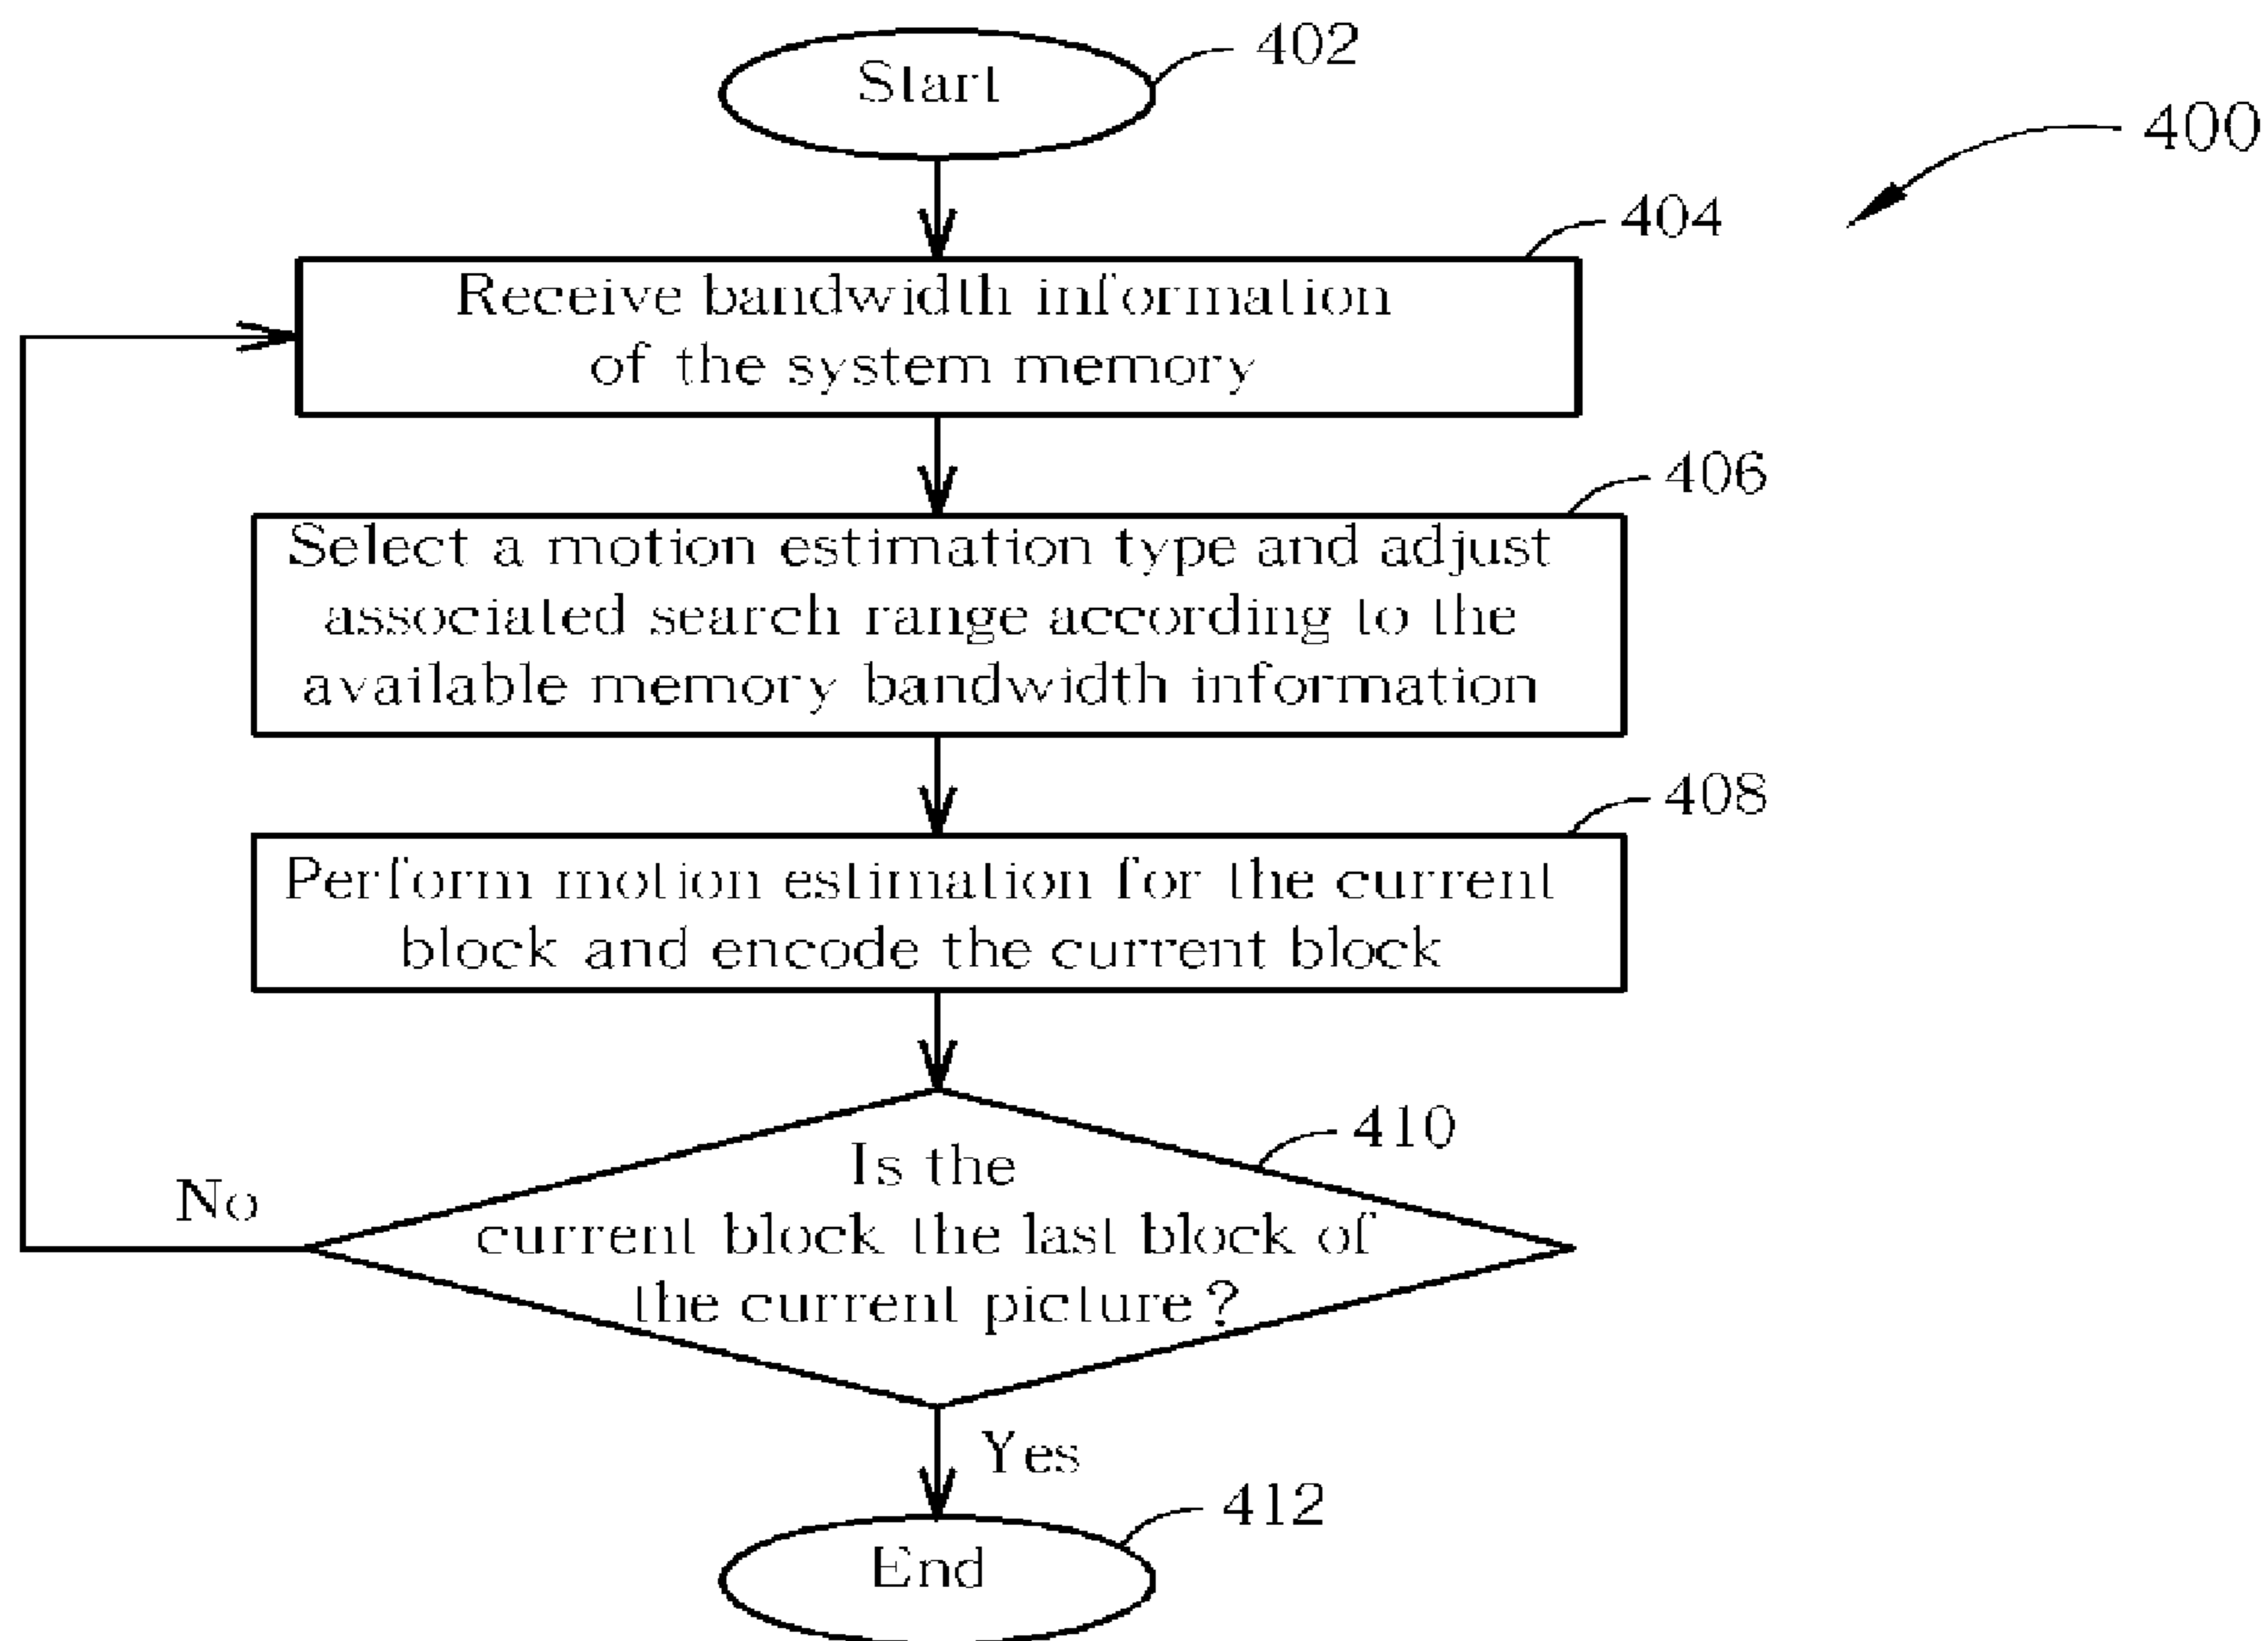 Start
402
400
404
Receive bandwidth information
of the system memory
406
Select a motion estimation type and adjust
associated search range according to the
available memory bandwidth information
408
Perform motion estimation for the current
block and encode the current block
410
Is the
current block the last block of
the current picture?
No
Yes
412
End